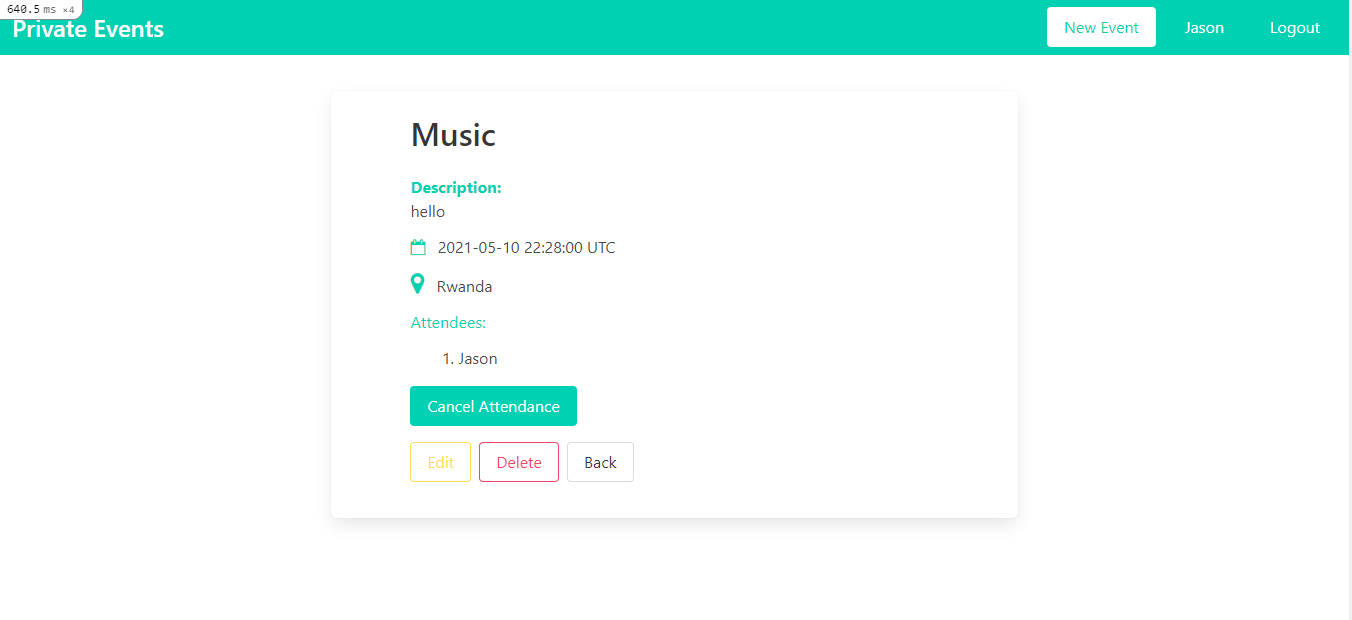 640.5 ms ×4
Private Events
New Event Jason Logout
Music
Description:
hello
2021-05-10 22:28:00 UTC
Rwanda
Attendees:
1. Jason
Cancel Attendance
Edit Delete Back